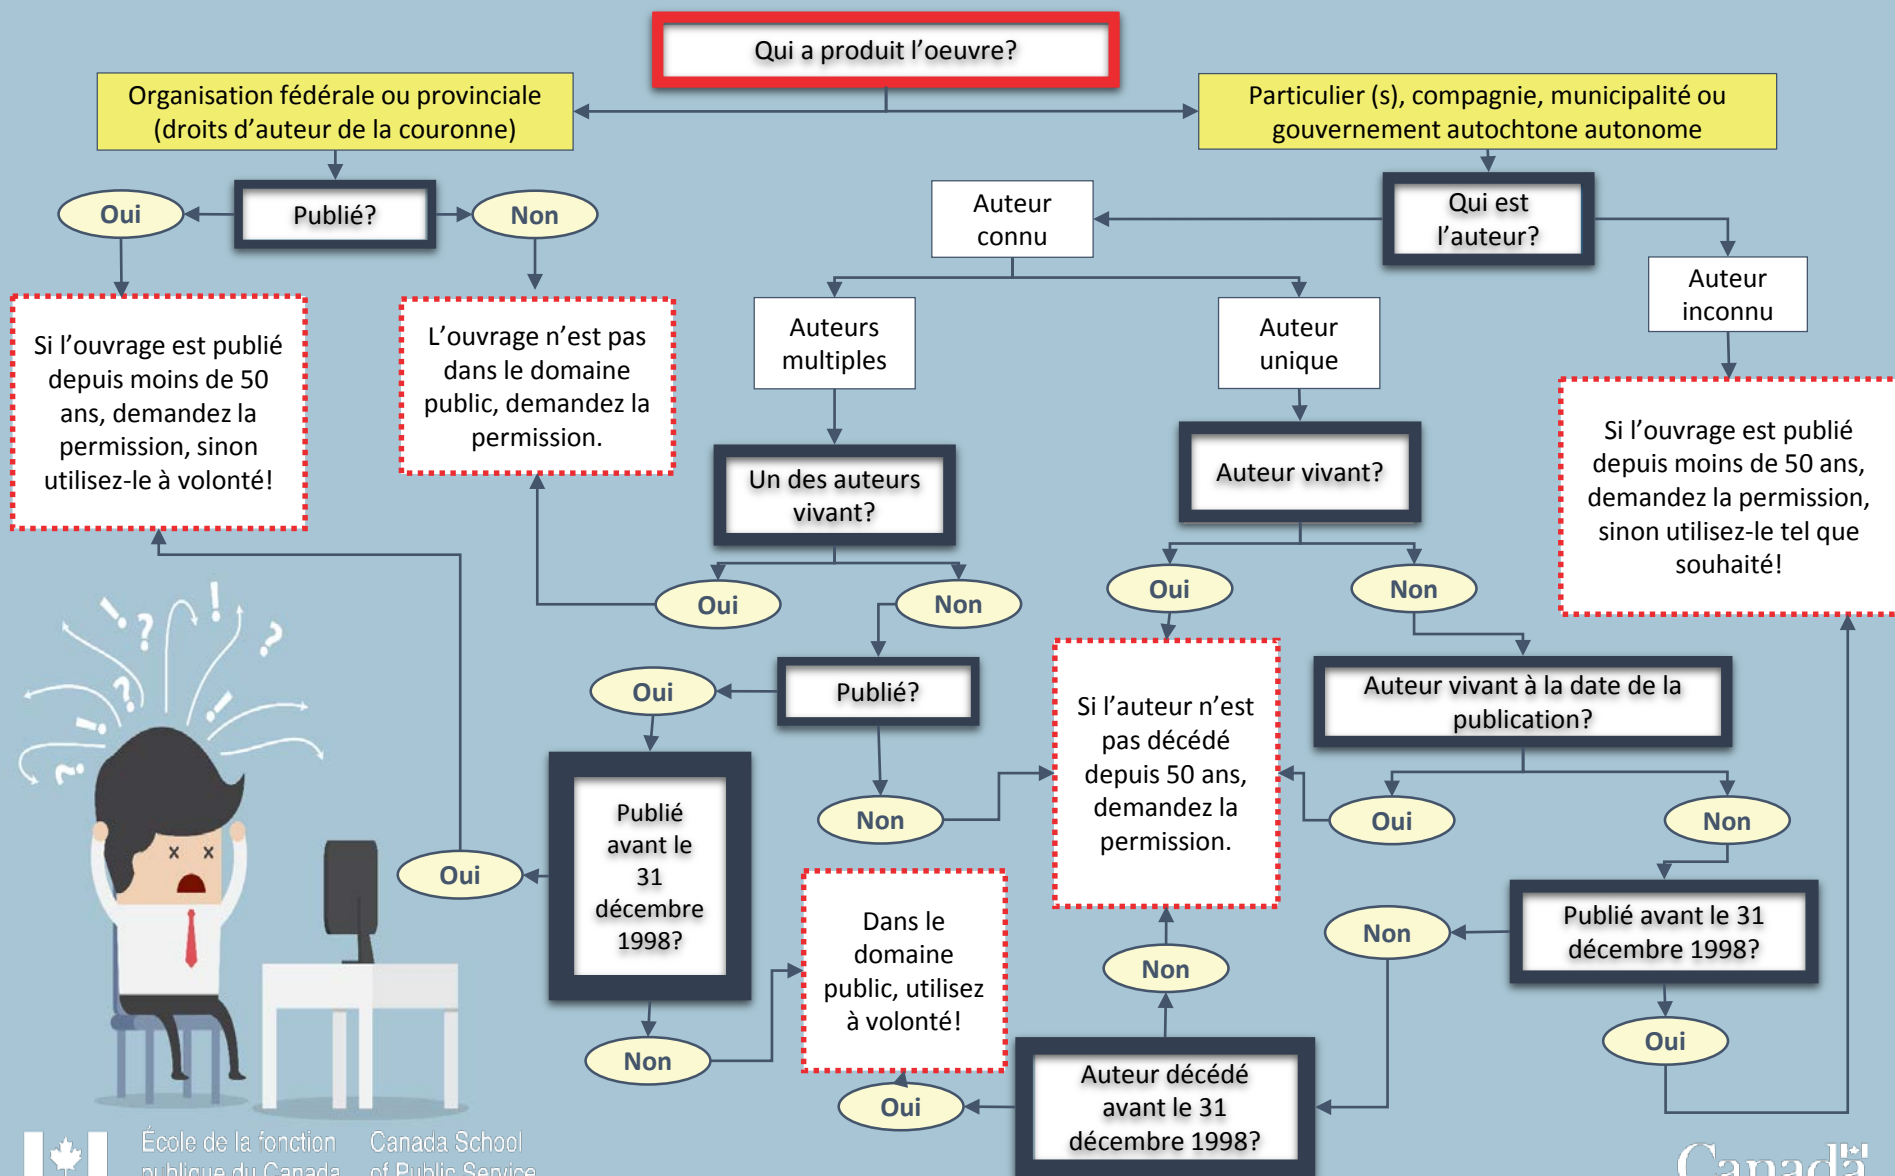 Qui a produit l'oeuvre?
Organisation fédérale ou provinciale
(droits d'auteur de la couronne)
Particulier (s), compagnie, municipalité ou
gouvernement autochtone autonome
Oui
Publié?
Non
Auteur
connu
Qui est
l'auteur?
Auteur
inconnu
Si l'ouvrage est publié
depuis moins de 50
ans, demandez la
permission, sinon
utilisez-le à volonté!
L'ouvrage n'est pas
dans le domaine
public, demandez la
permission.
Auteurs
multiples
Auteur
unique
Si l'ouvrage est publié
depuis moins de 50 ans,
demandez la permission,
sinon utilisez-le tel que
souhaité!
Un des auteurs
vivant?
Auteur vivant?
Oui
Non
Oui
Non
Oui
Publié?
Si l'auteur n'est
pas décédé
depuis 50 ans,
demandez la
permission.
Auteur vivant à la date de la
publication?
Publié
avant le
31
décembre
1998?
Non
Oui
Non
Oui
Dans le
domaine
public, utilisez
à volonté!
Non
Non
Publié avant le 31
décembre 1998?
Non
Oui
Oui
Auteur décédé
avant le 31
décembre 1998?
École de la fonction
publique du Canada
Canada School
of Public Service
Canada